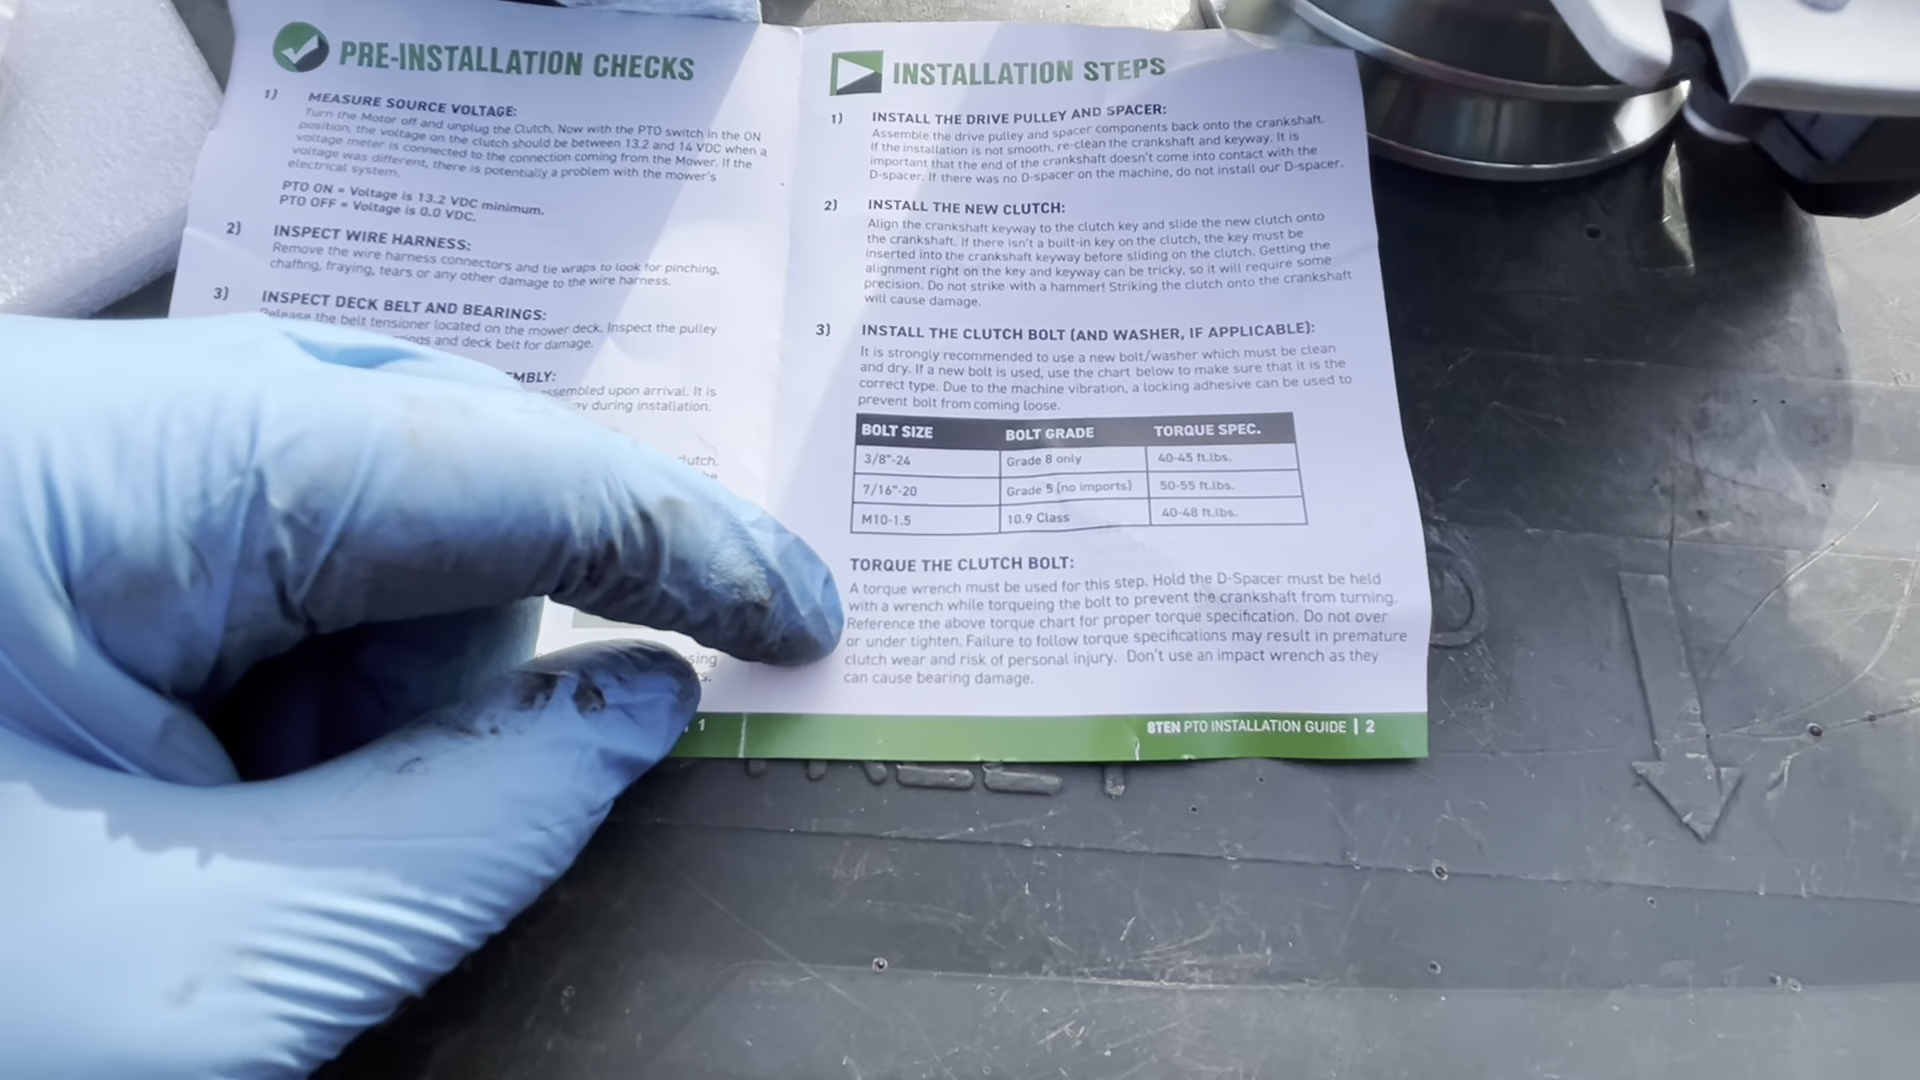 PRE-INSTALLATION CHECKS
1) MEASURE SOURCE VOLTAGE:
Turn the Motor off and unplug the Clutch. Now with the PTO switch in the ON
position, the voltage on the clutch should be between 13.2 and 14 VDC when a
voltage meter is connected to the connection coming from the Mower. If the
voltage was different, there is potentially a problem with the mower's
electrical system.
PTO ON = Voltage is 13.2 VDC minimum.
PTO OFF = Voltage is 0.0 VDC.
2) INSPECT WIRE HARNESS:
Remove the wire harness connectors and tie wraps to look for pinching,
chaffing, fraying, tears or any other damage to the wire harness.
3) INSPECT DECK BELT AND BEARINGS:
Release the belt tensioner located on the mower deck. Inspect the pulley
and deck belt for damage.
upon arrival. It is
during installation.
1
INSTALLATION STEPS
1) INSTALL THE DRIVE PULLEY AND SPACER:
Assemble the drive pulley and spacer components back onto the crankshaft.
If the installation is not smooth, re-clean the crankshaft and keyway. It is
important that the end of the crankshaft doesn't come into contact with the
D-spacer. If there was no D-spacer on the machine, do not install our D-spacer.
2) INSTALL THE NEW CLUTCH:
Align the crankshaft keyway to the clutch key and slide the new clutch onto
the crankshaft. If there isn't a built-in key on the clutch, the key must be
inserted into the crankshaft keyway before sliding on the clutch. Getting the
alignment right on the key and keyway can be tricky, so it will require some
precision. Do not strike with a hammer! Striking the clutch onto the crankshaft
will cause damage.
3) INSTALL THE CLUTCH BOLT (AND WASHER, IF APPLICABLE):
It is strongly recommended to use a new bolt/washer which must be clean
and dry. If a new bolt is used, use the chart below to make sure that it is the
correct type. Due to the machine vibration, a locking adhesive can be used to
prevent bolt from coming loose.
BOLT SIZE BOLT GRADE TORQUE SPEC.
3/8"-24 Grade 8 only 40-45 ft.lbs.
7/16"-20 Grade 5 (no imports) 50-55 ft.lbs.
M10-1.5 10.9 Class 40-48 ft.lbs.
TORQUE THE CLUTCH BOLT:
A torque wrench must be used for this step. Hold the D-Spacer must be held
with a wrench while torqueing the bolt to prevent the crankshaft from turning.
Reference the above torque chart for proper torque specification. Do not over
or under tighten. Failure to follow torque specifications may result in premature
clutch wear and risk of personal injury. Don't use an impact wrench as they
can cause bearing damage.
8TEN PTO INSTALLATION GUIDE | 2